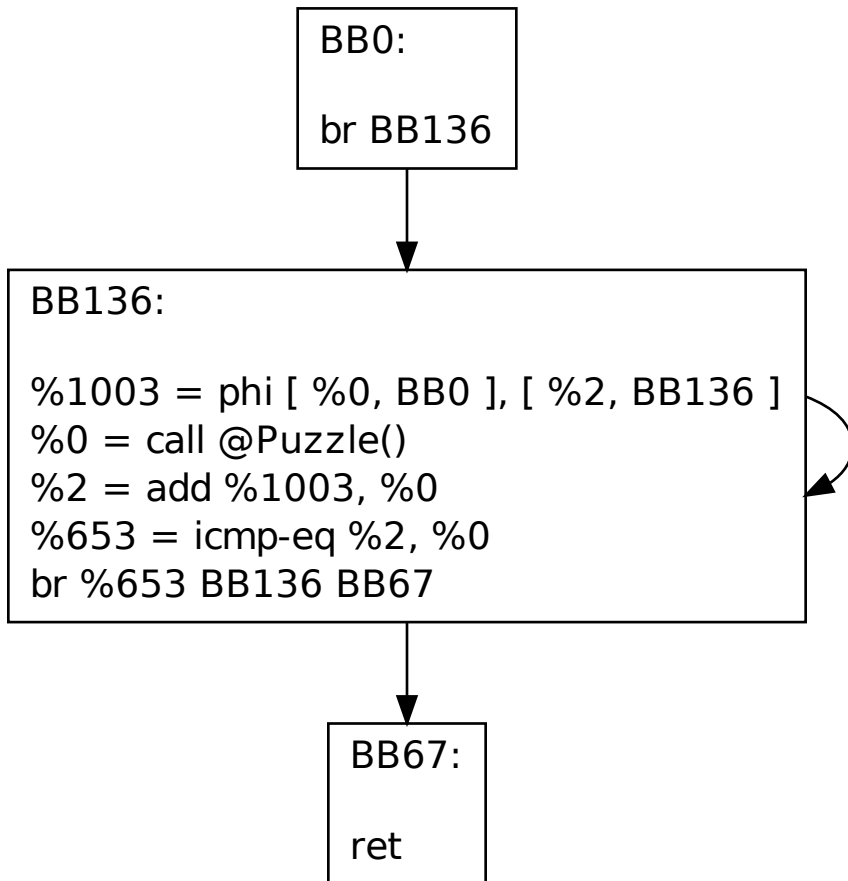 BB0:
br BB136
BB136:
%1003 = phi [ %0, BB0 ], [ %2, BB136 ]
%0 = call @Puzzle()
%2 = add %1003, %0
%653 = icmp-eq %2, %0
br %653 BB136 BB67
BB67:
ret